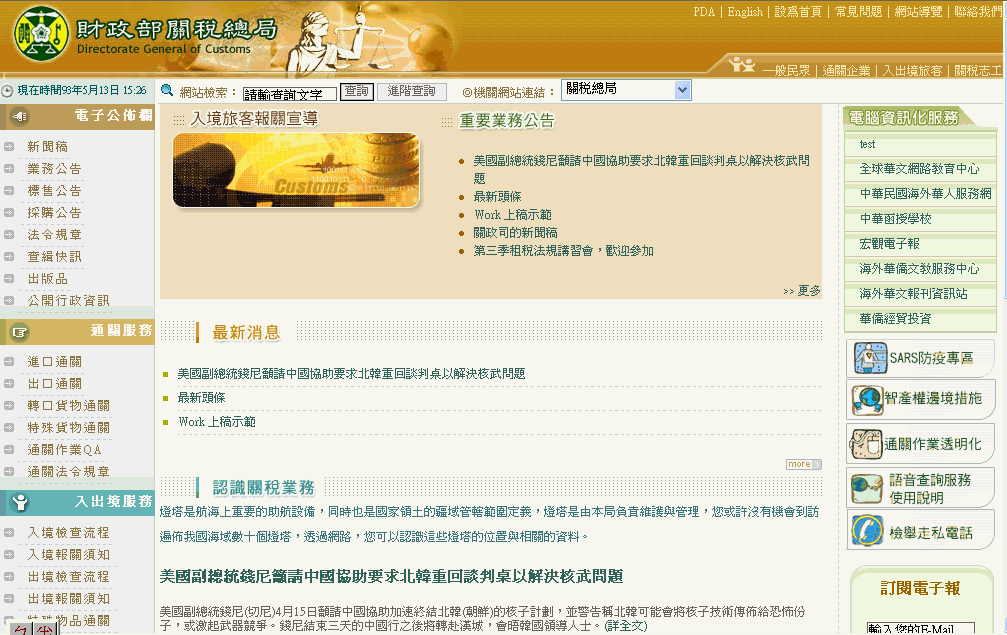 財政部關稅總局
Directorate General of Customs
PDA | English | 設為首頁 | 常見問題 | 網站導覽 | 聯絡我們
一般民眾 | 通關企業 | 入出境旅客 | 關稅志工
現在時間93年5月13日 15:26
網站檢索：
請輸查詢文字
查詢
進階查詢
◎機關網站連結：
關稅總局
電子公佈欄
新聞稿
業務公告
標售公告
採購公告
法令規章
查緝快訊
出版品
公開行政資訊
通關服務
進口通關
出口通關
轉口貨物通關
特殊貨物通關
通關作業QA
通關法令規章
入出境服務
入境檢查流程
入境報關須知
出境檢查流程
出境報關須知
特殊物品通關
入境旅客報關宣導
Customs
重要業務公告
美國副總統錢尼籲請中國協助要求北韓重回談判桌以解決核武問
題
最新頭條
Work 上稿示範
關政司的新聞稿
第三季租稅法規講習會，歡迎參加
>> 更多
最新消息
美國副總統錢尼籲請中國協助要求北韓重回談判桌以解決核武問題
最新頭條
Work 上稿示範
more
認識關稅業務
燈塔是航海上重要的助航設備，同時也是國家領土的疆域管轄範圍定義，燈塔是由本局負責維護與管理，您或許沒有機會到訪
遍佈我國海域數十個燈塔，透過網路，您可以認識這些燈塔的位置與相關的資料。
美國副總統錢尼籲請中國協助要求北韓重回談判桌以解決核武問題
美國副總統錢尼(切尼)4月15日籲請中國協助加速終結北韓(朝鮮)的核子計劃，並警告稱北韓可能會將核子技術傳佈給恐怖份
子，或激起武器競爭。錢尼結束三天的中國行之後將轉赴漢城，會晤韓國領導人士。(詳全文)
電腦資訊化服務
test
全球華文網路教育中心
中華民國海外華人服務網
中華函授學校
宏觀電子報
海外華僑文教服務中心
海外華文報刊資訊站
華僑經貿投資
SARS防疫專區
智產權邊境措施
通關作業透明化
語音查詢服務
使用說明
檢舉走私電話
訂閱電子報
輸入您的E-Mail